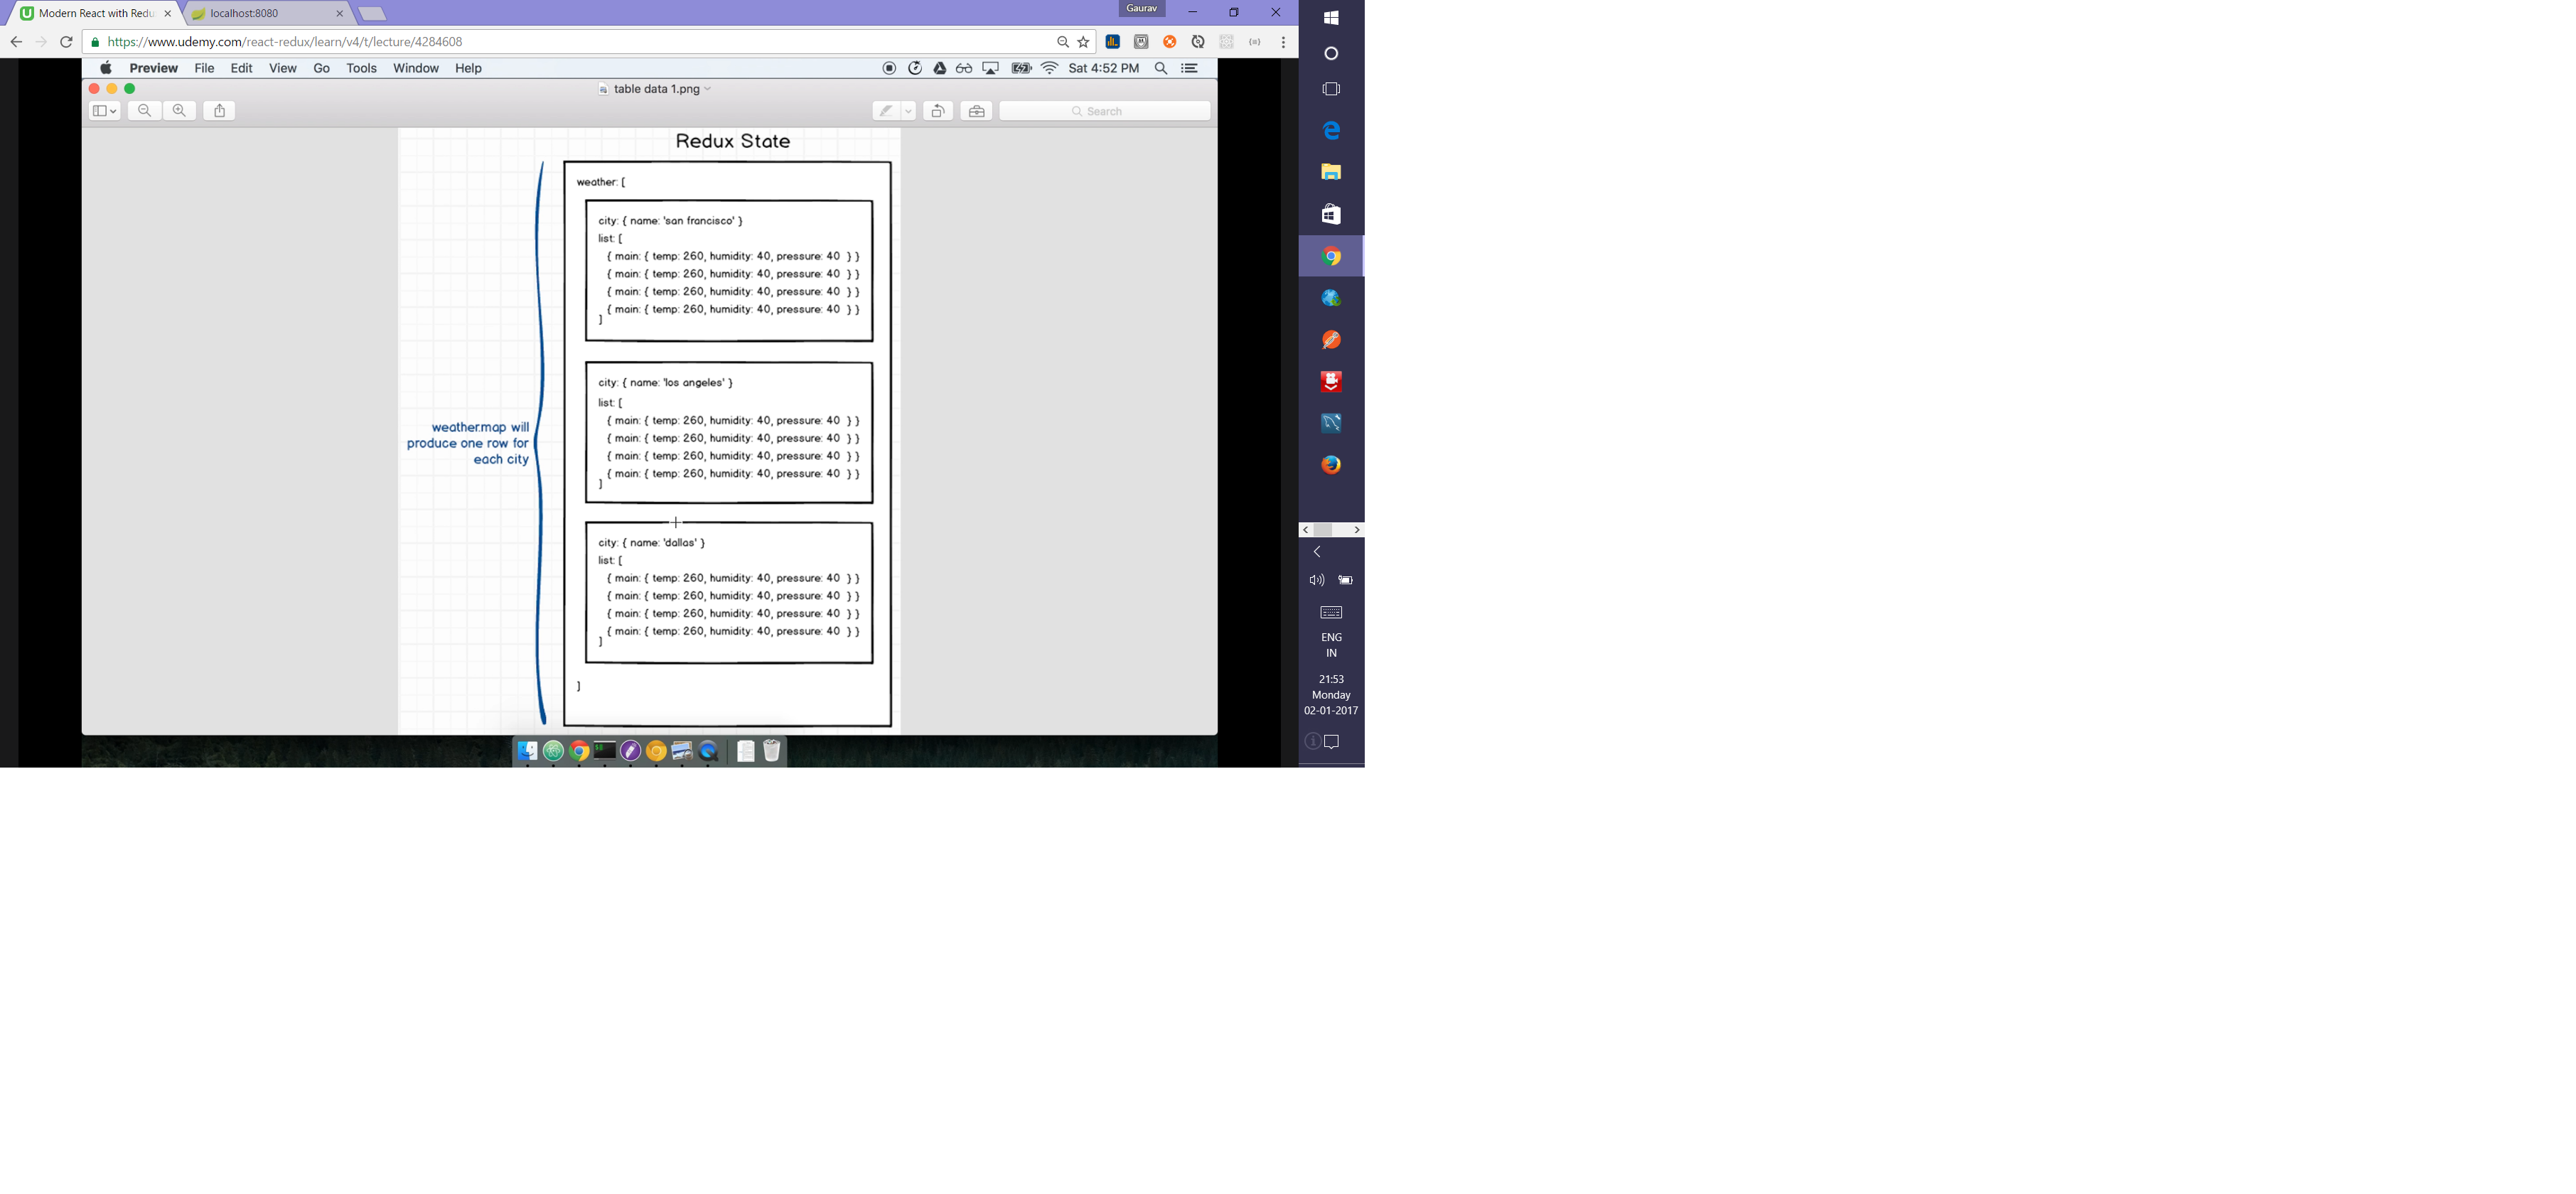 Modern React with Redu
localhost:8080
Gaurav
https://www.udemy.com/react-redux/learn/v4/t/lecture/4284608
Preview File Edit View Go Tools Window Help Sat 4:52 PM
table data 1.png
Search
Redux State
weather: [
city: { name: 'san francisco' }
list: [
{ main: { temp: 260, humidity: 40, pressure: 40 } }
{ main: { temp: 260, humidity: 40, pressure: 40 } }
{ main: { temp: 260, humidity: 40, pressure: 40 } }
{ main: { temp: 260, humidity: 40, pressure: 40 } }
]
city: { name: 'los angeles' }
list: [
{ main: { temp: 260, humidity: 40, pressure: 40 } }
{ main: { temp: 260, humidity: 40, pressure: 40 } }
{ main: { temp: 260, humidity: 40, pressure: 40 } }
{ main: { temp: 260, humidity: 40, pressure: 40 } }
]
weather.map will
produce one row for
each city
city: { name: 'dallas' }
list: [
{ main: { temp: 260, humidity: 40, pressure: 40 } }
{ main: { temp: 260, humidity: 40, pressure: 40 } }
{ main: { temp: 260, humidity: 40, pressure: 40 } }
{ main: { temp: 260, humidity: 40, pressure: 40 } }
]
]
ENG
IN
21:53
Monday
02-01-2017